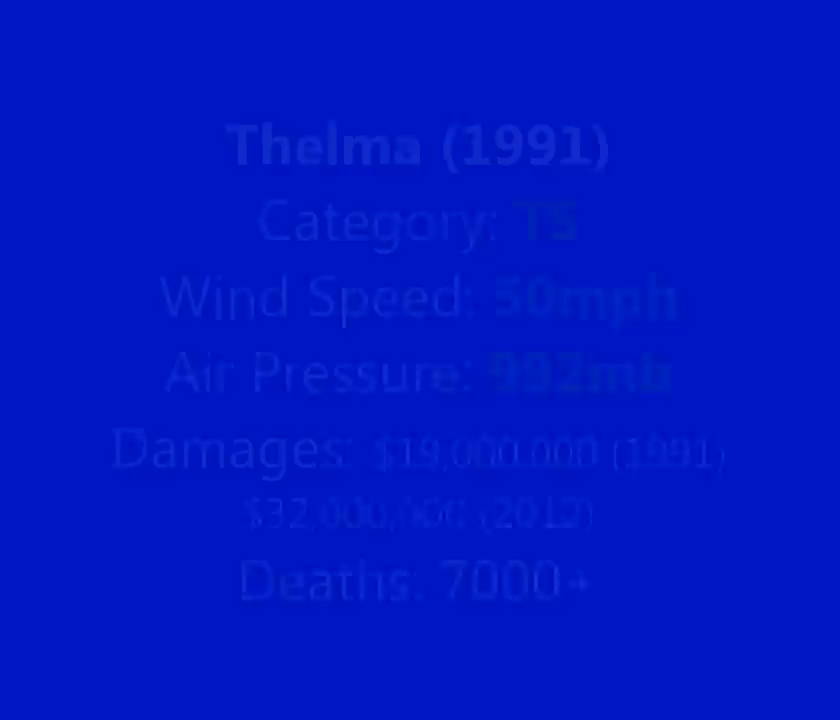 Thelma (1991)
Category: TS
Wind Speed: 50mph
Air Pressure: 992mb
Damages: $19,000,000 (1991)
$32,000,000 (2012)
Deaths: 7000+